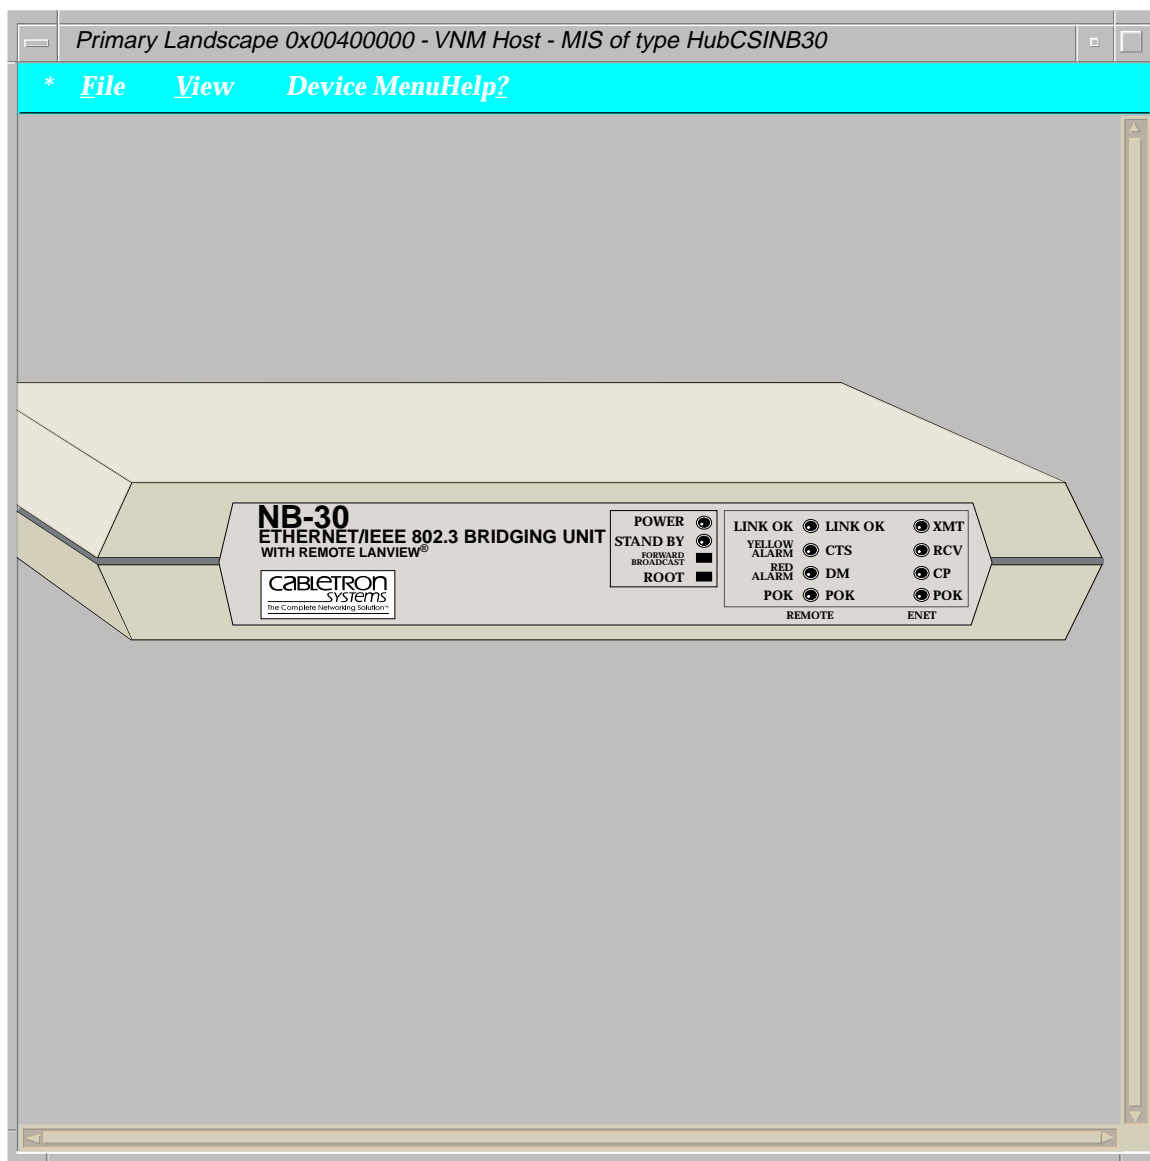 Primary Landscape 0x00400000 - VNM Host - MIS of type HubCSINB30
* File View Device MenuHelp?
NB-30
ETHERNET/IEEE 802.3 BRIDGING UNIT
WITH REMOTE LANVIEW®
CABLETRON
SYSTEMS
The Complete Networking Solution™
POWER
STAND BY
FORWARD
BROADCAST
ROOT
LINK OK LINK OK XMT
YELLOW
ALARM CTS RCV
RED
ALARM DM CP
POK POK POK
REMOTE ENET